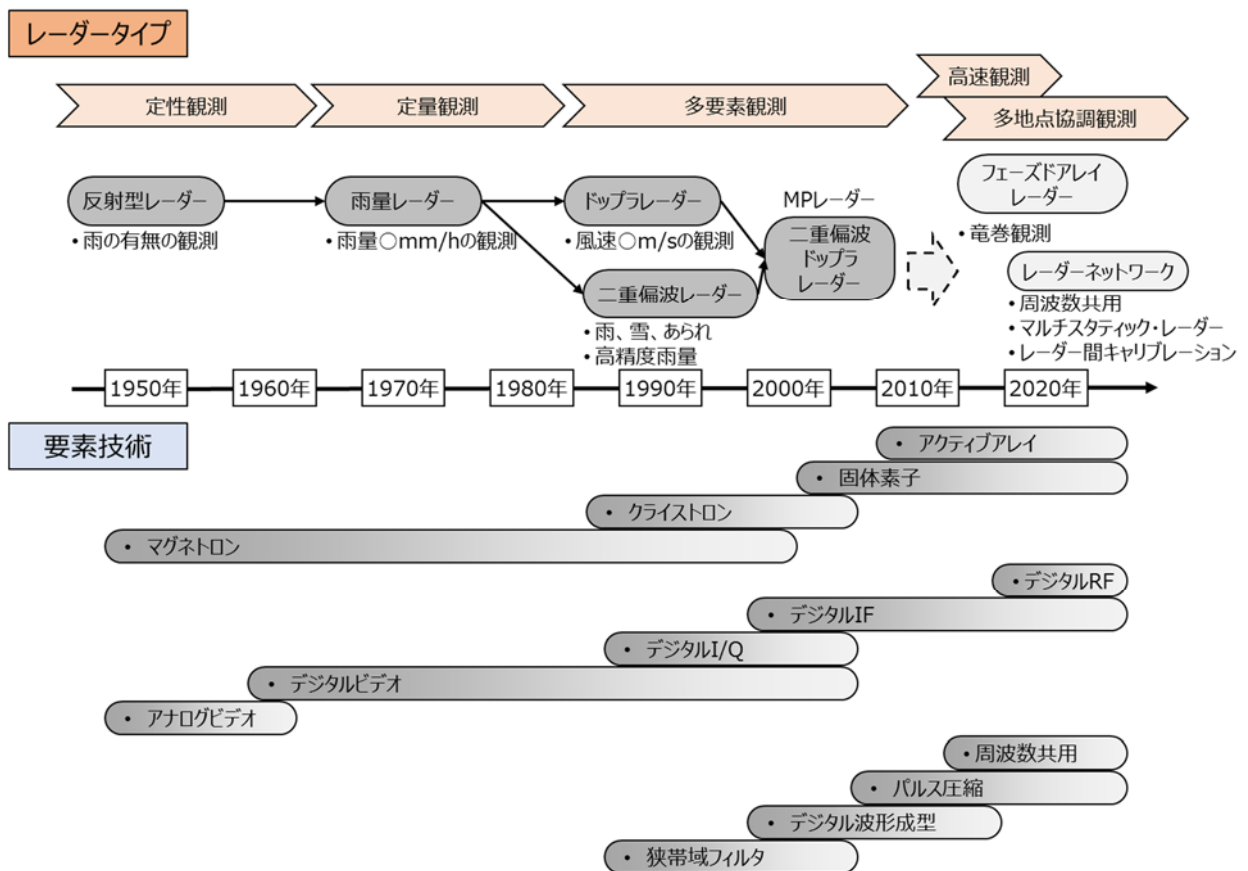 レーダータイプ
定性観測
定量観測
多要素観測
高速観測
多地点協調観測
反射型レーダー
・雨の有無の観測
雨量レーダー
・雨量○mm/hの観測
ドップラレーダー
・風速○m/sの観測
二重偏波レーダー
・雨、雪、あられ
・高精度雨量
MPレーダー
二重偏波
ドップラ
レーダー
フェーズドアレイ
レーダー
・竜巻観測
レーダーネットワーク
・周波数共用
・マルチスタティック・レーダー
・レーダー間キャリブレーション
1950年
1960年
1970年
1980年
1990年
2000年
2010年
2020年
要素技術
・アクティブアレイ
・固体素子
・クライストロン
・マグネトロン
・デジタルRF
・デジタルIF
・デジタルI/Q
・デジタルビデオ
・アナログビデオ
・周波数共用
・パルス圧縮
・デジタル波形成型
・狭帯域フィルタ